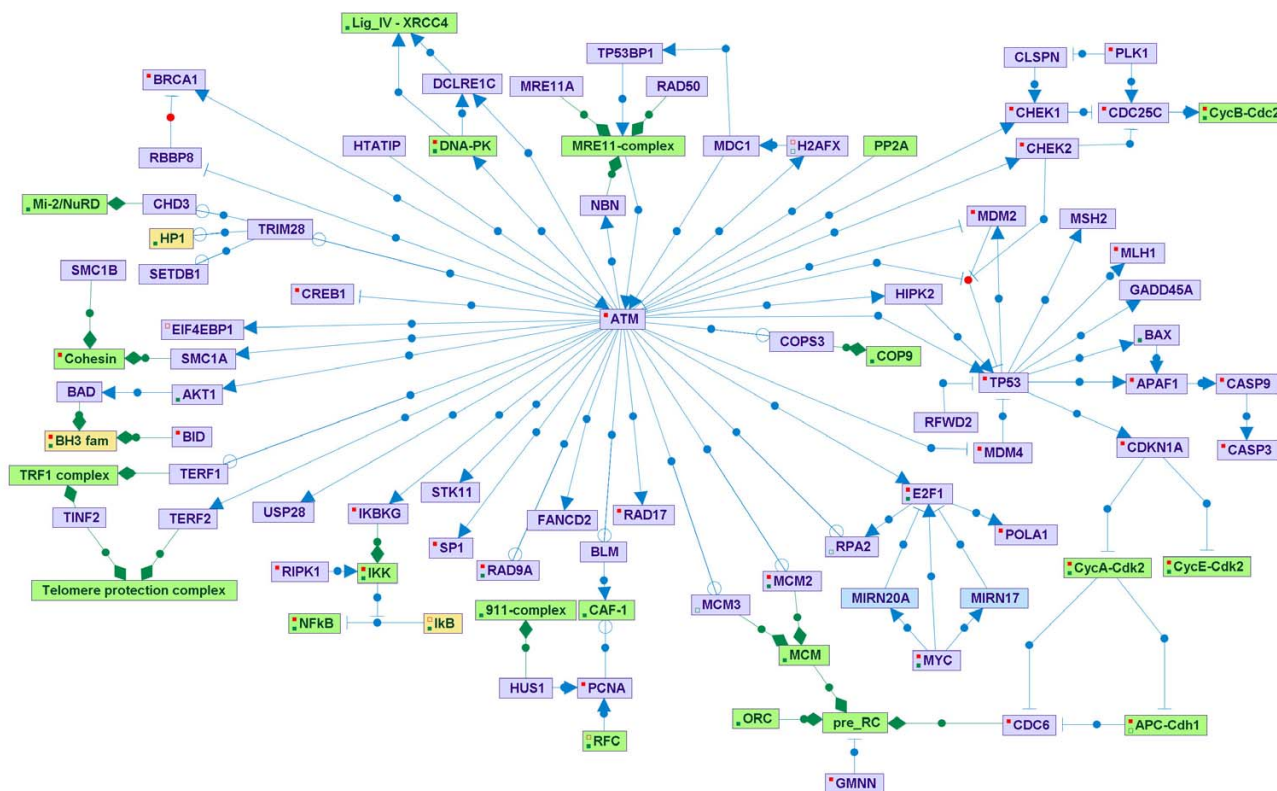 Lig_IV - XRCC4
TP53BP1
CLSPN
PLK1
BRCA1
DCLRE1C
MRE11A
RAD50
CHEK1
CDC25C
CycB-Cdc2
HTATIP
DNA-PK
MRE11-complex
MDC1
H2AFX
PP2A
CHEK2
RBBP8
Mi-2/NuRD
CHD3
NBN
MDM2
MSH2
HP1
TRIM28
MLH1
SETDB1
SMC1B
CREB1
HIPK2
GADD45A
ATM
EIF4EBP1
COPS3
BAX
Cohesin
SMC1A
COP9
TP53
APAF1
CASP9
BAD
AKT1
RFWD2
BH3 fam
BID
MDM4
CDKN1A
CASP3
TRF1 complex
TERF1
STK11
E2F1
TINF2
TERF2
USP28
IKBKG
FANCD2
RAD17
POLA1
SP1
BLM
RPA2
RIPK1
IKK
RAD9A
MCM2
CycA-Cdk2
CycE-Cdk2
Telomere protection complex
MCM3
MIRN20A
MIRN17
NFkB
IkB
911-complex
CAF-1
MCM
MYC
HUS1
PCNA
ORC
pre_RC
CDC6
APC-Cdh1
RFC
GMNN